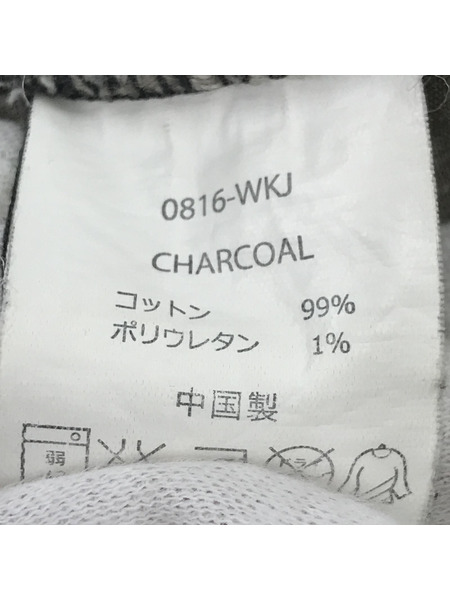 0816-WKJ
CHARCOAL
コットン 99%
ポリウレタン 1%
中国製
弱